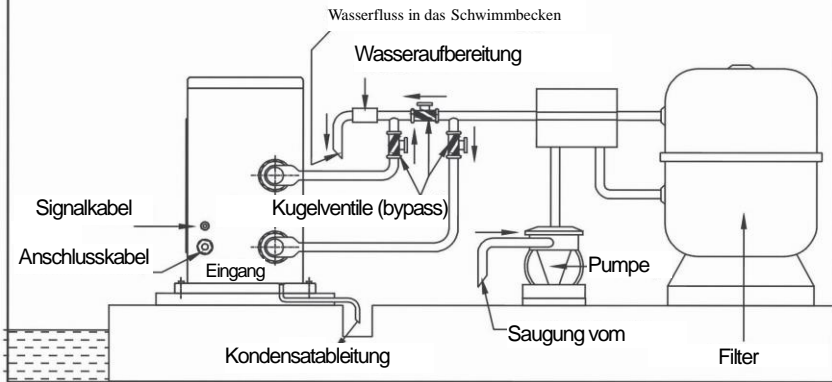 Wasserfluss in das Schwimmbecken
Wasseraufbereitung
Signalkabel
Kugelventile (bypass)
Anschlusskabel
Eingang
Pumpe
Saugung vom
Kondensatableitung
Filter